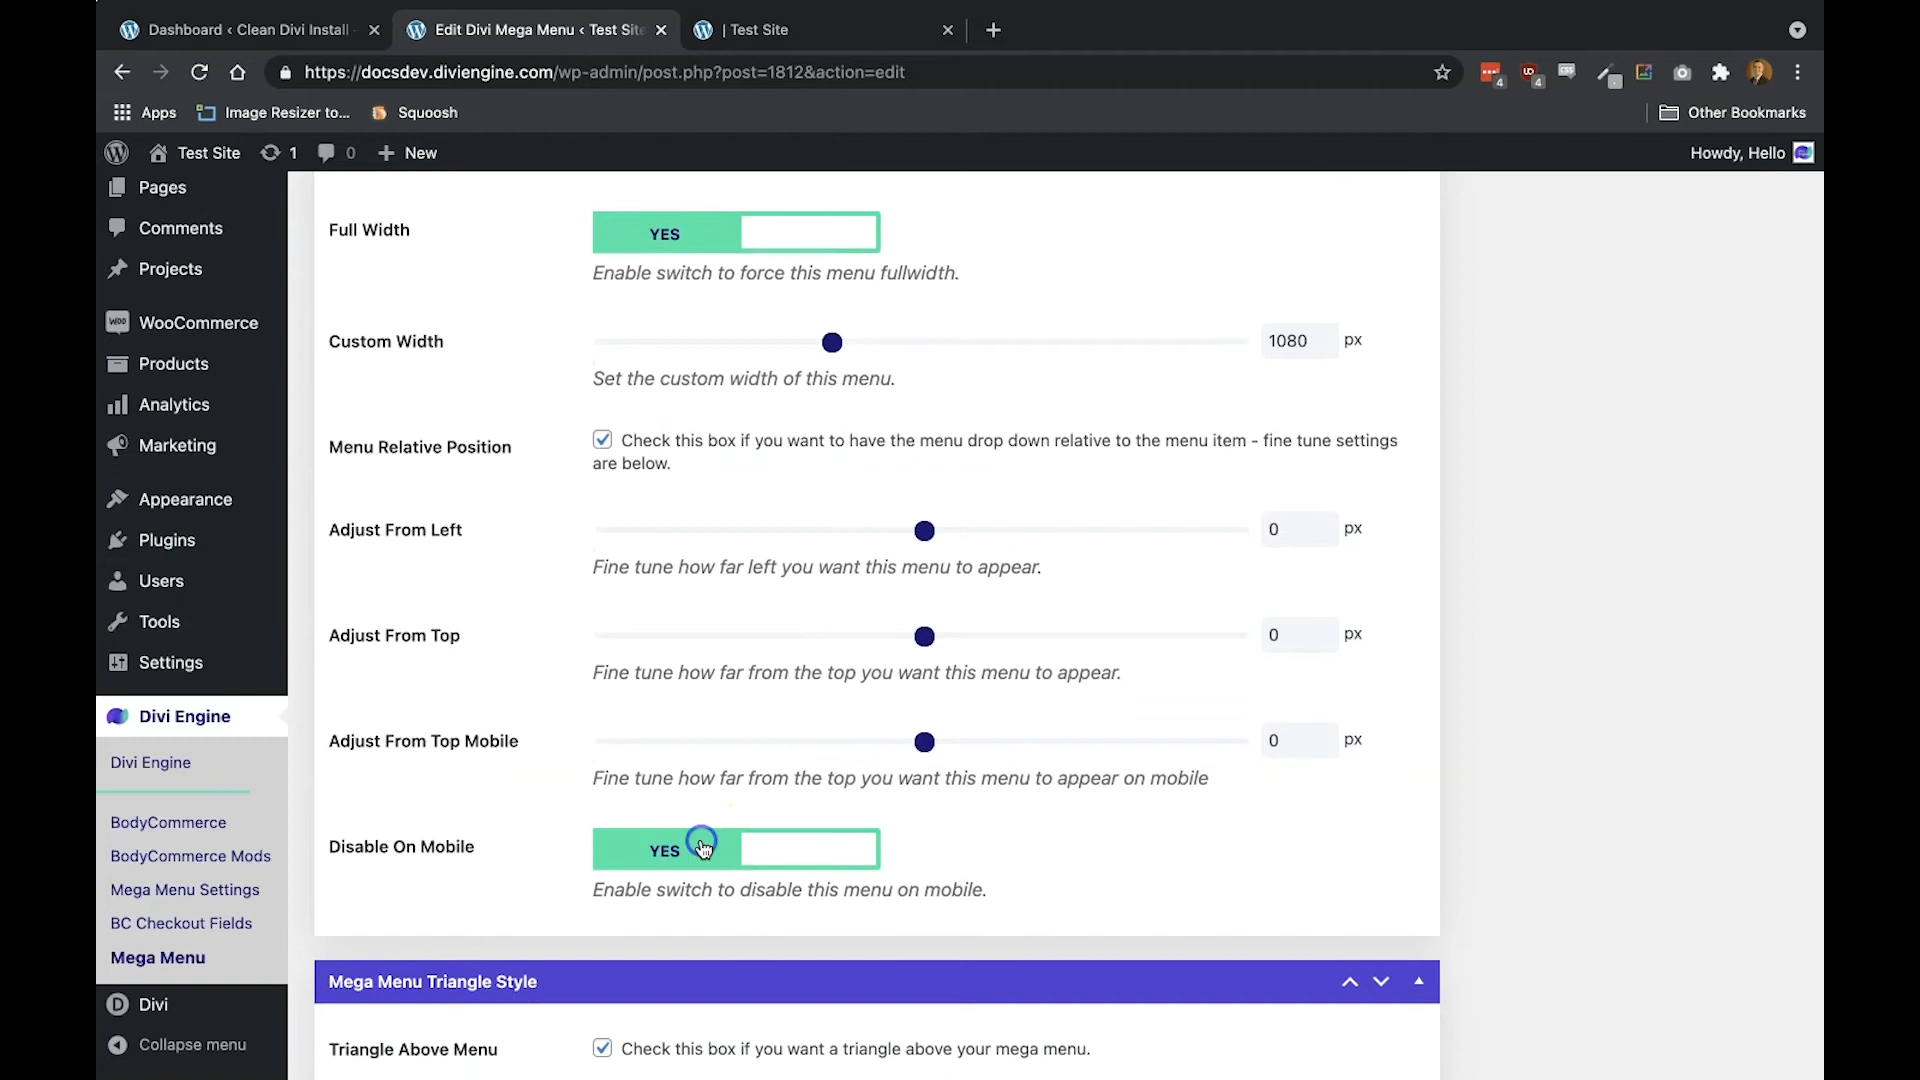 Dashboard ‹ Clean Divi Install
Edit Divi Mega Menu ‹ Test Site
| Test Site
https://docsdev.diviengine.com/wp-admin/post.php?post=1812&action=edit
4
4
CSS
Apps
Image Resizer to...
Squoosh
Other Bookmarks
Test Site
1
0
New
Howdy, Hello
Pages
Comments
Projects
WooCommerce
Products
Analytics
Marketing
Appearance
Plugins
Users
Tools
Settings
Divi Engine
Divi Engine
BodyCommerce
BodyCommerce Mods
Mega Menu Settings
BC Checkout Fields
Mega Menu
Divi
Collapse menu
Full Width
YES
Enable switch to force this menu fullwidth.
Custom Width
1080 px
Set the custom width of this menu.
Menu Relative Position
Check this box if you want to have the menu drop down relative to the menu item - fine tune settings
are below.
Adjust From Left
0 px
Fine tune how far left you want this menu to appear.
Adjust From Top
0 px
Fine tune how far from the top you want this menu to appear.
Adjust From Top Mobile
0 px
Fine tune how far from the top you want this menu to appear on mobile
Disable On Mobile
YES
Enable switch to disable this menu on mobile.
Mega Menu Triangle Style
Triangle Above Menu
Check this box if you want a triangle above your mega menu.